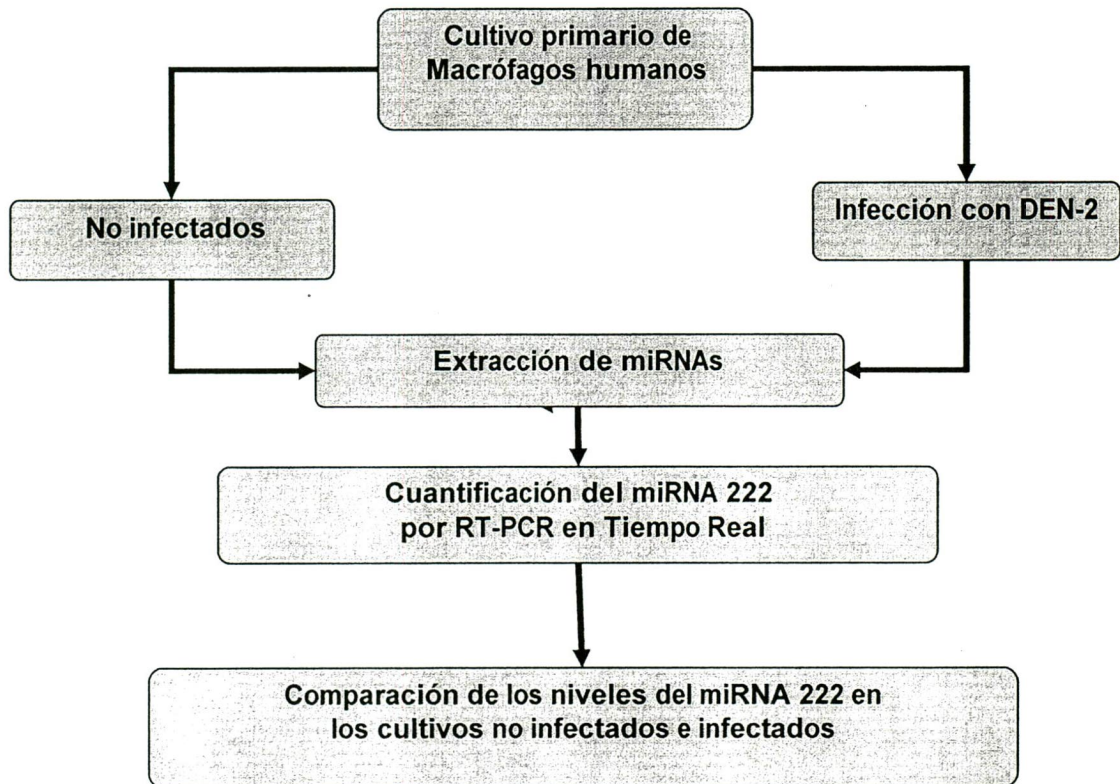 Cultivo primario de
Macrófagos humanos
No infectados
Infección con DEN-2
Extracción de miRNAs
Cuantificación del miRNA 222
por RT-PCR en Tiempo Real
Comparación de los niveles del miRNA 222 en
los cultivos no infectados e infectados